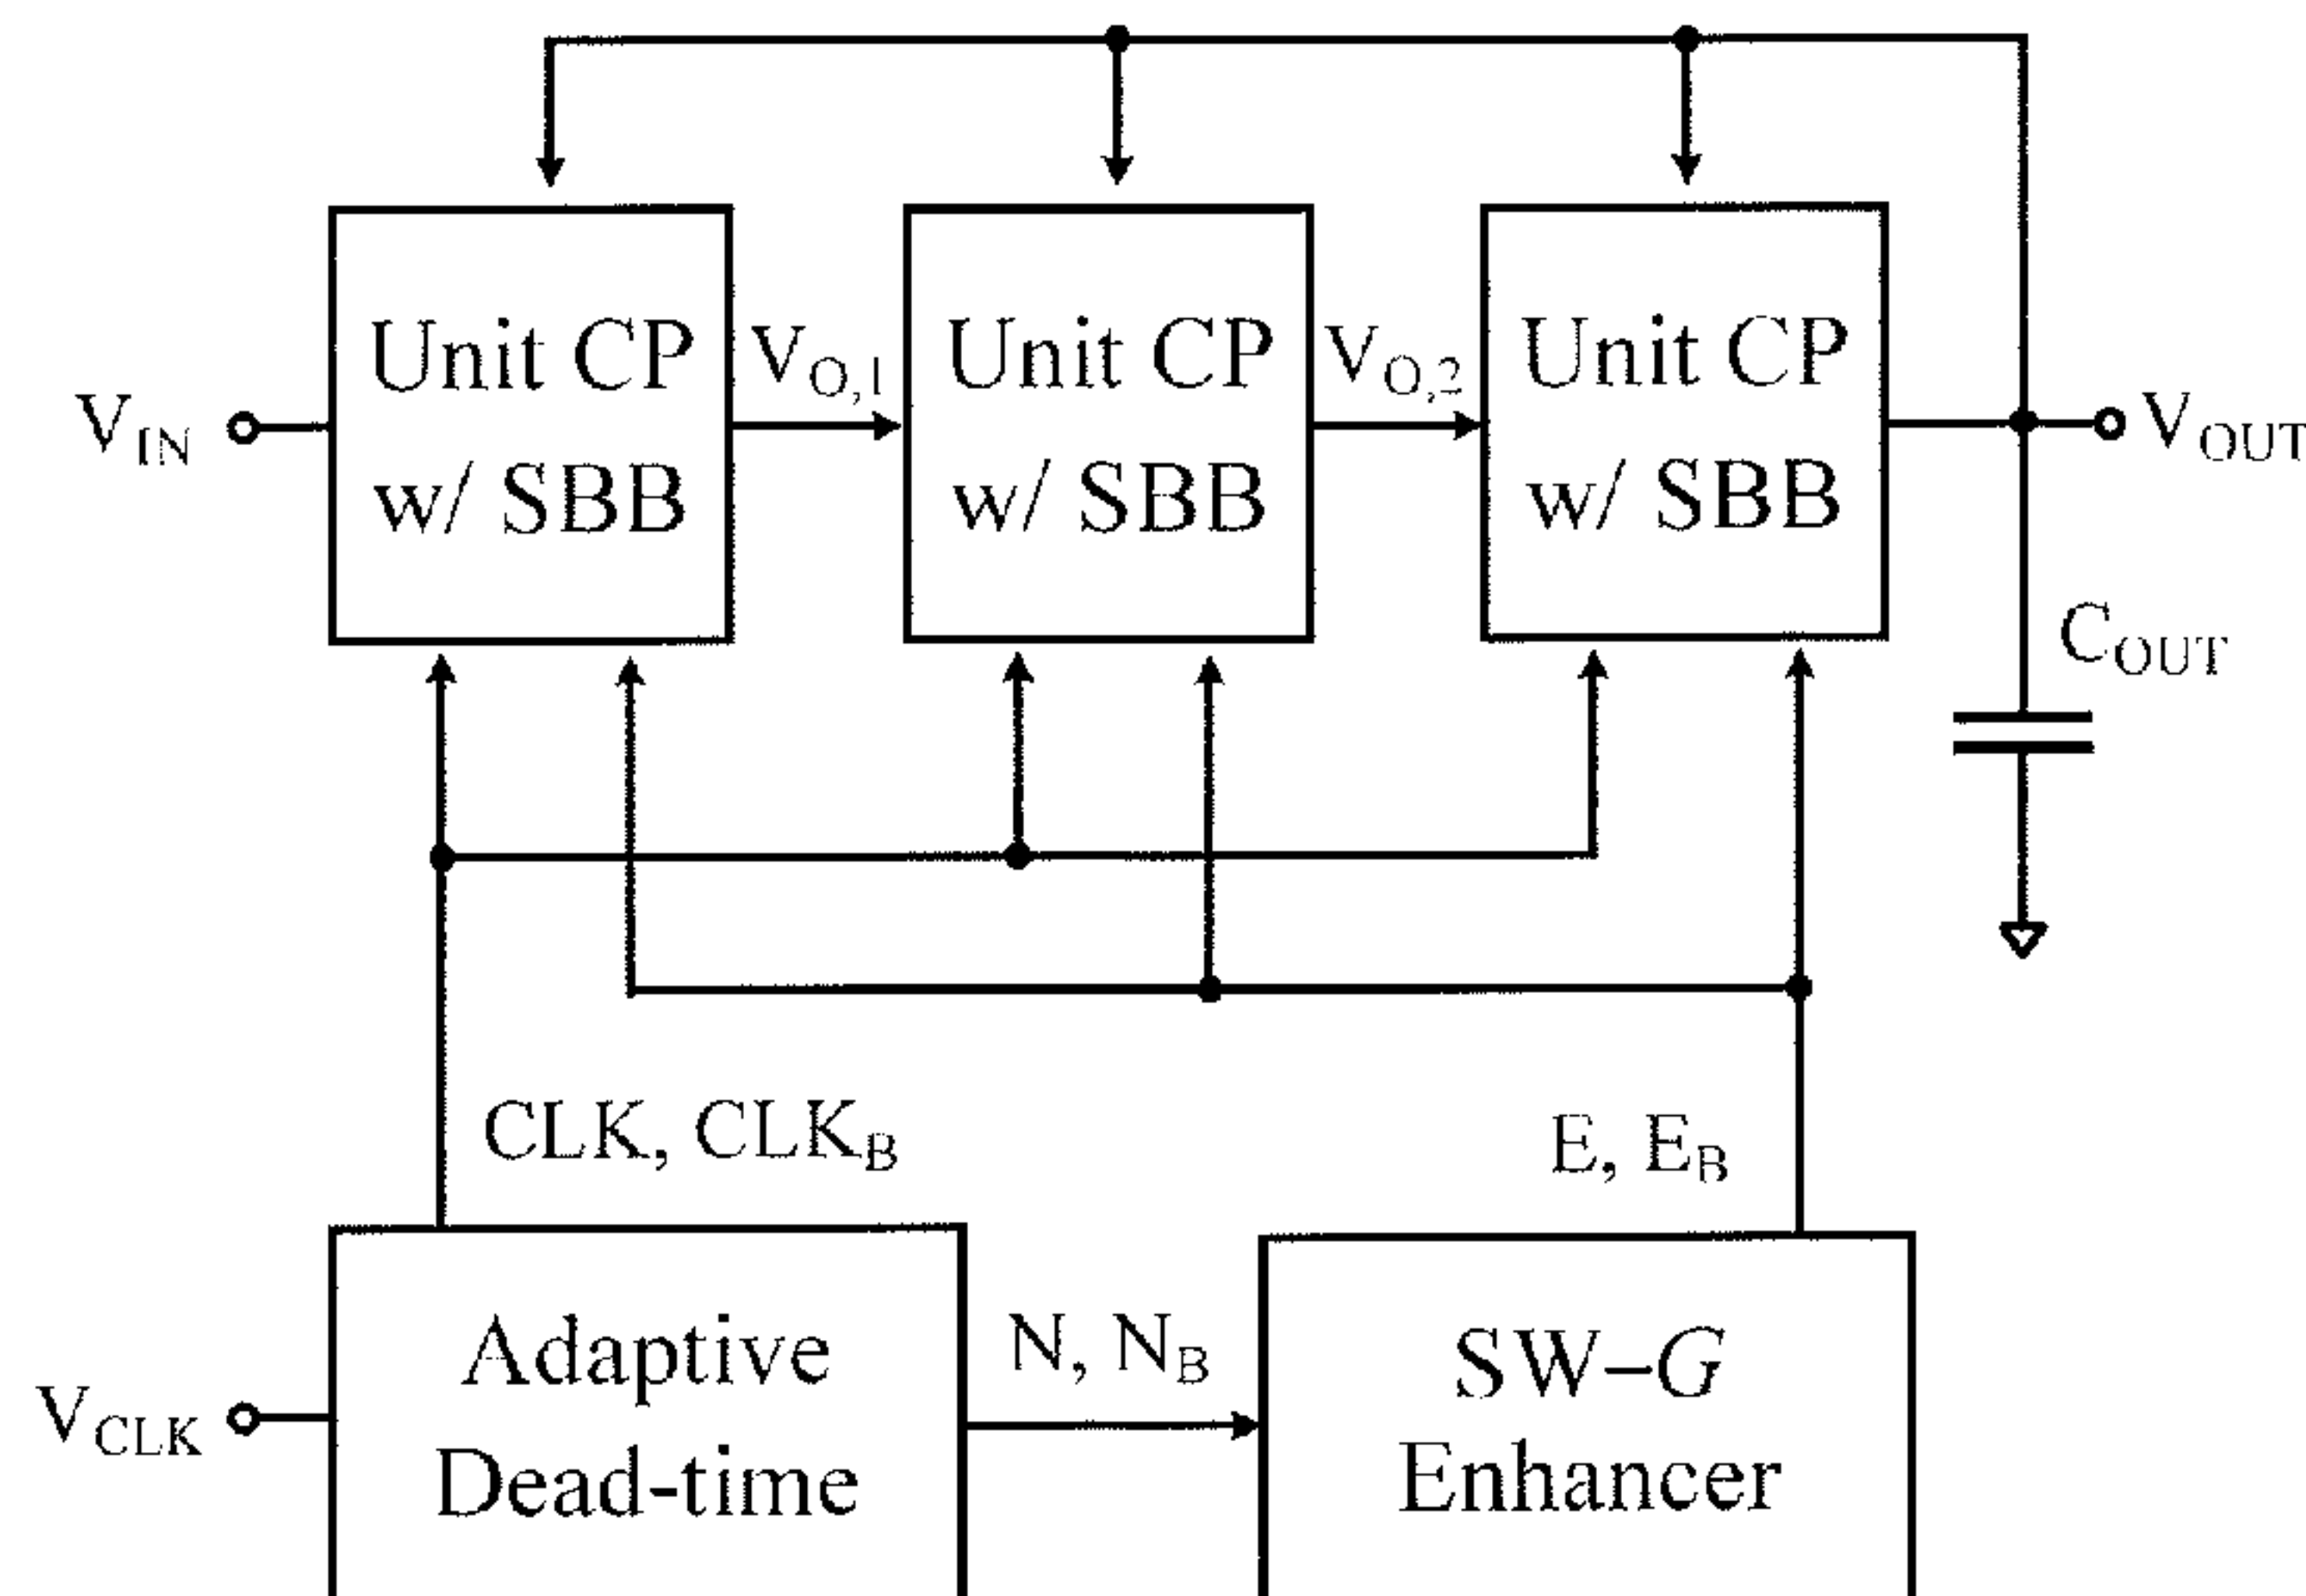 Unit CP
w/ SBB
Unit CP
w/ SBB
Unit CP
w/ SBB
V_IN
V_O,1
V_O,2
V_OUT
C_OUT
CLK, CLK_B
E, E_B
Adaptive
Dead-time
N, N_B
SW–G
Enhancer
V_CLK